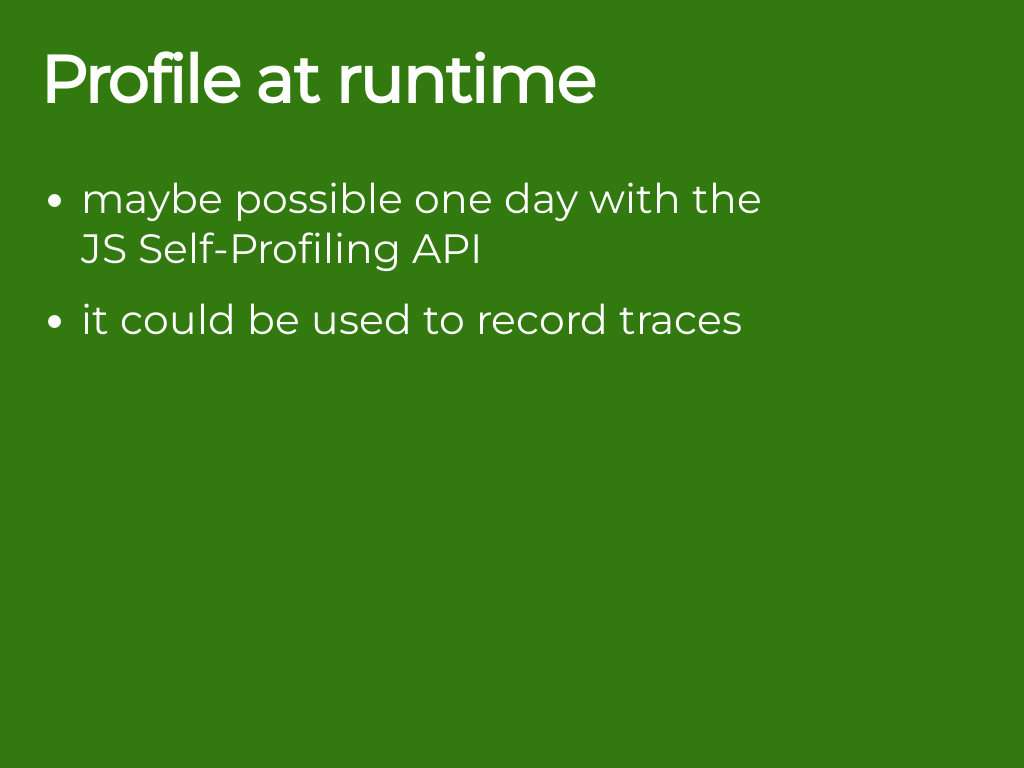 Profile at runtime
• maybe possible one day with the
JS Self-Profiling API
• it could be used to record traces